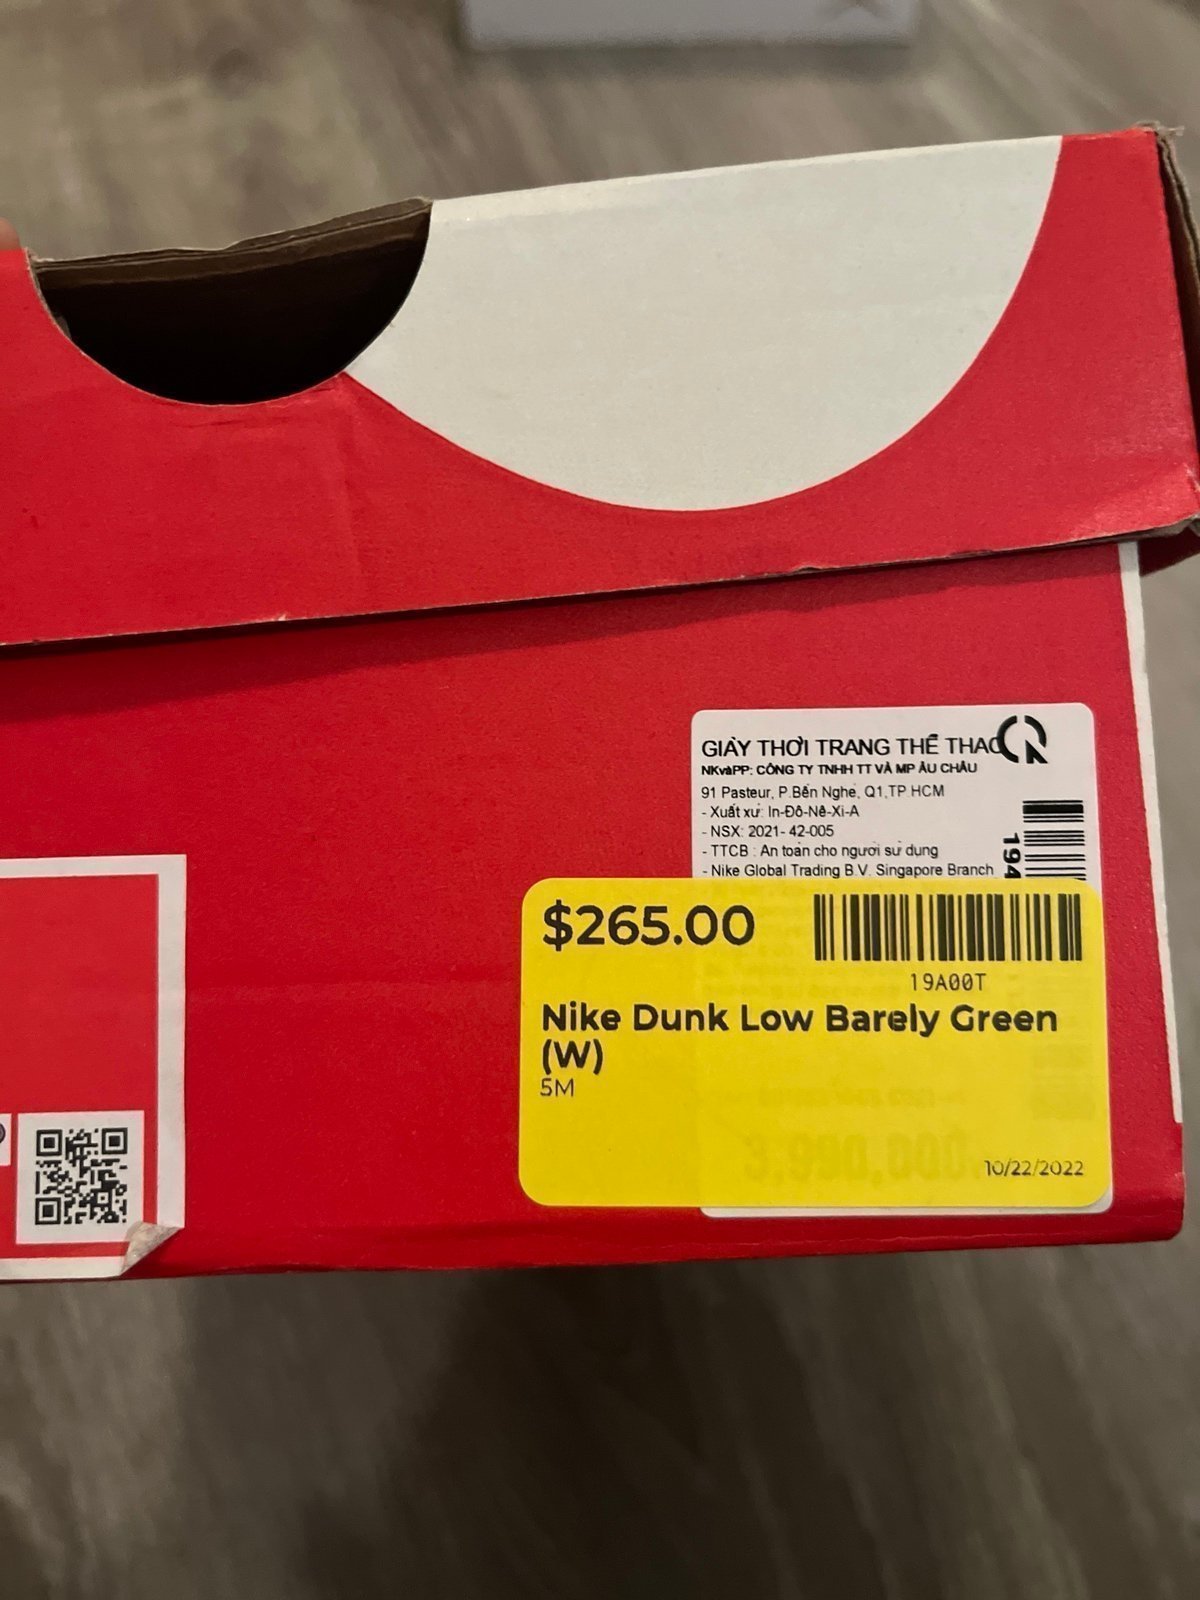 GIÀY THỜI TRANG THỂ THAO
NKvàPP: CÔNG TY TNHH TT VÀ MP ÂU CHÂU
91 Pasteur, P.Bến Nghé, Q1,TP.HCM
- Xuất xứ: In-Đô-Nê-Xi-A
- NSX: 2021- 42-005
- TTCB : An toàn cho người sử dụng
- Nike Global Trading B.V. Singapore Branch
194
$265.00
19A00T
Nike Dunk Low Barely Green
(W)
5M
10/22/2022